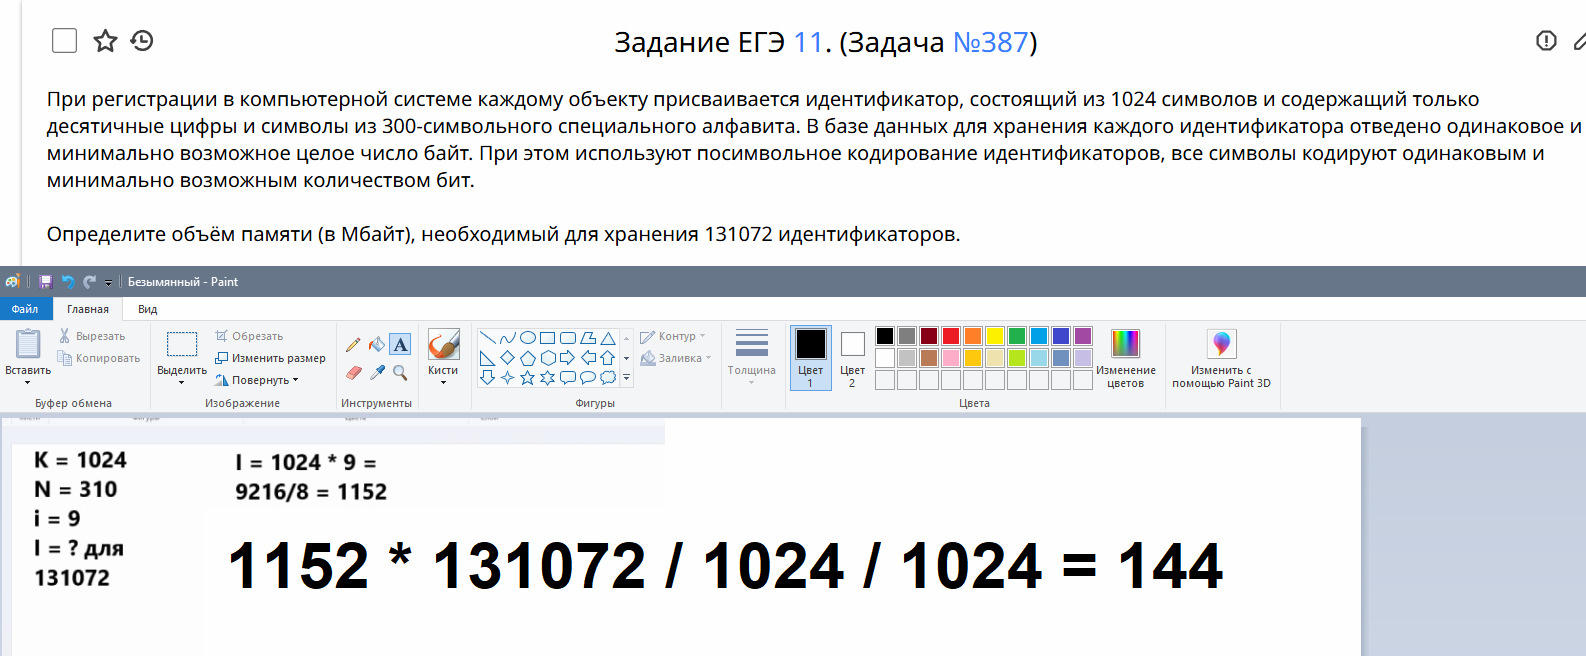 Задание ЕГЭ 11. (Задача №387)
При регистрации в компьютерной системе каждому объекту присваивается идентификатор, состоящий из 1024 символов и содержащий только
десятичные цифры и символы из 300-символьного специального алфавита. В базе данных для хранения каждого идентификатора отведено одинаковое и
минимально возможное целое число байт. При этом используют посимвольное кодирование идентификаторов, все символы кодируют одинаковым и
минимально возможным количеством бит.
Определите объём памяти (в Мбайт), необходимый для хранения 131072 идентификаторов.
Безымянный - Paint
Файл Главная Вид
Вставить
Вырезать
Копировать
Буфер обмена
Выделить
Обрезать
Изменить размер
Повернуть
Изображение
A
Инструменты
Кисти
Контур
Заливка
Фигуры
Толщина
Цвет
1
Цвет
2
Изменение
цветов
Цвета
Изменить с
помощью Paint 3D
K = 1024
N = 310
i = 9
I = ? для
131072
I = 1024 * 9 =
9216/8 = 1152
1152 * 131072 / 1024 / 1024 = 144